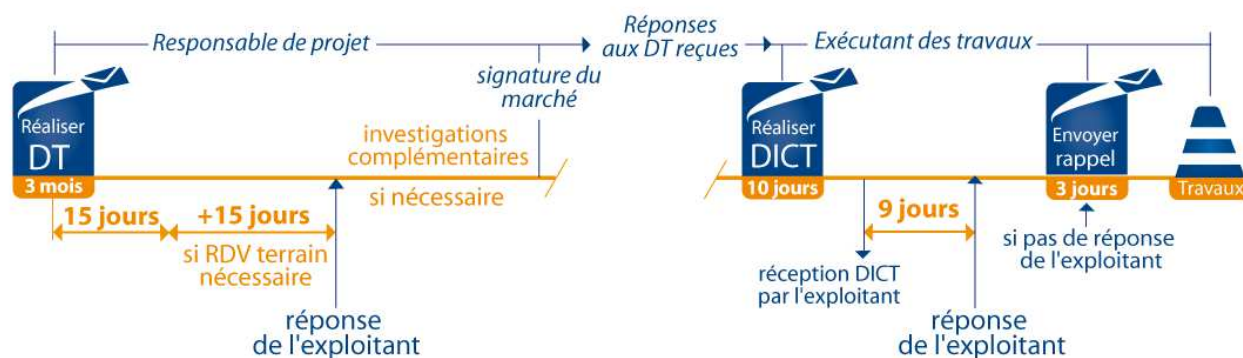 Responsable de projet
Réponses
aux DT reçues
Exécutant des travaux
signature du
marché
Réaliser
DT
3 mois
investigations
complémentaires
si nécessaire
15 jours
+15 jours
si RDV terrain
nécessaire
réponse
de l'exploitant
Réaliser
DICT
10 jours
9 jours
réception DICT
par l'exploitant
réponse
de l'exploitant
Envoyer
rappel
3 jours
si pas de réponse
de l'exploitant
Travaux